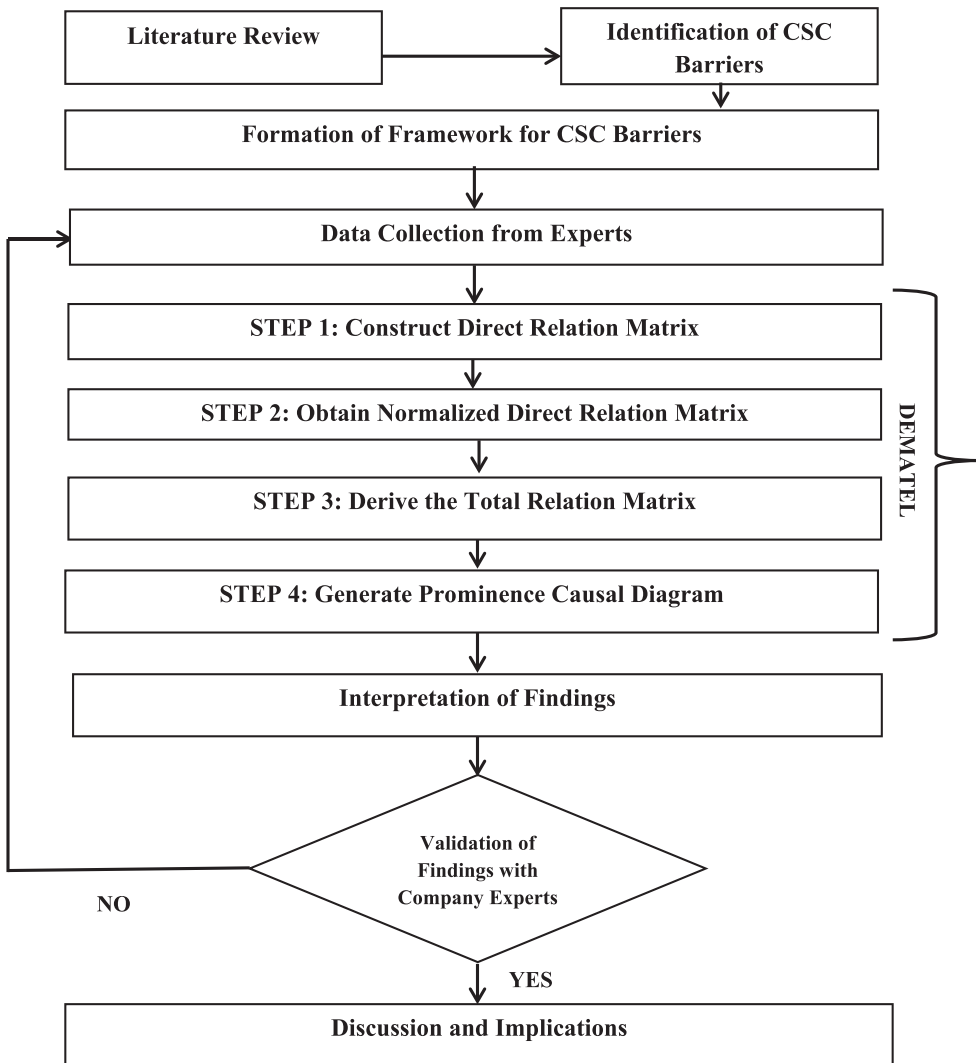 Literature Review
Identification of CSC
Barriers
Formation of Framework for CSC Barriers
Data Collection from Experts
STEP 1: Construct Direct Relation Matrix
STEP 2: Obtain Normalized Direct Relation Matrix
STEP 3: Derive the Total Relation Matrix
STEP 4: Generate Prominence Causal Diagram
DEMATEL
Interpretation of Findings
Validation of
Findings with
Company Experts
NO
YES
Discussion and Implications